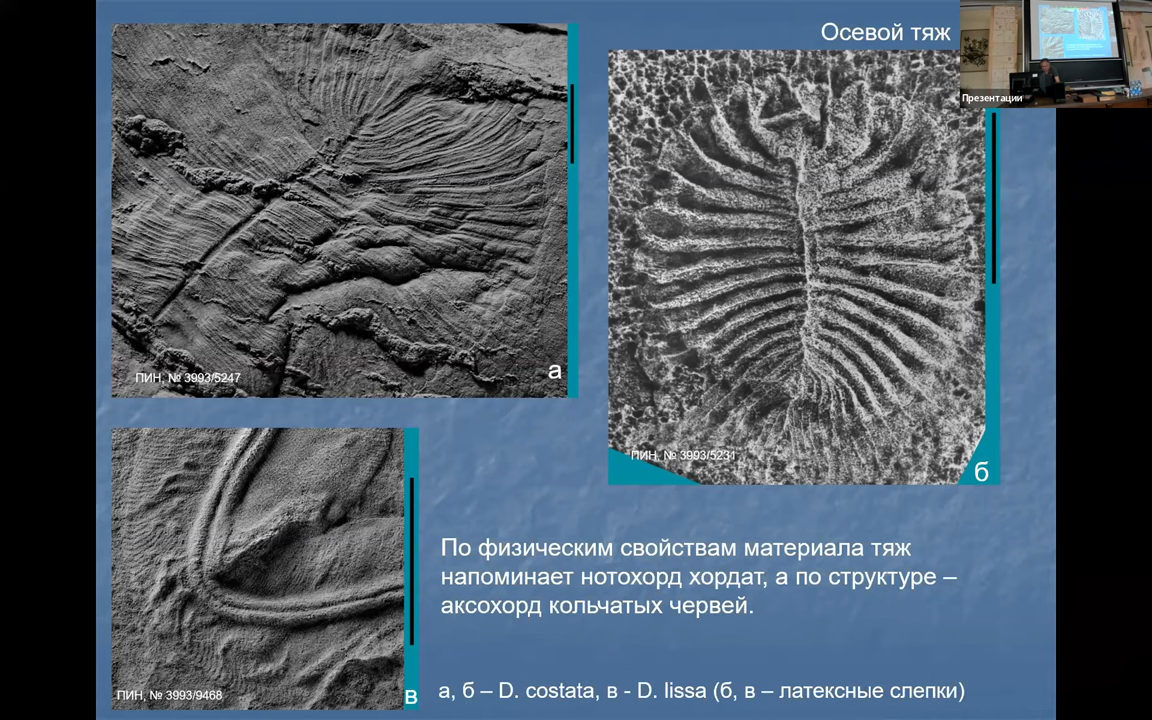 Осевой тяж
Презентации
ПИН, № 3993/5247
а
ПИН, № 3993/5231
б
По физическим свойствам материала тяж
напоминает нотохорд хордат, а по структуре –
аксохорд кольчатых червей.
ПИН, № 3993/9468
в
а, б – D. costata, в - D. lissa (б, в – латексные слепки)